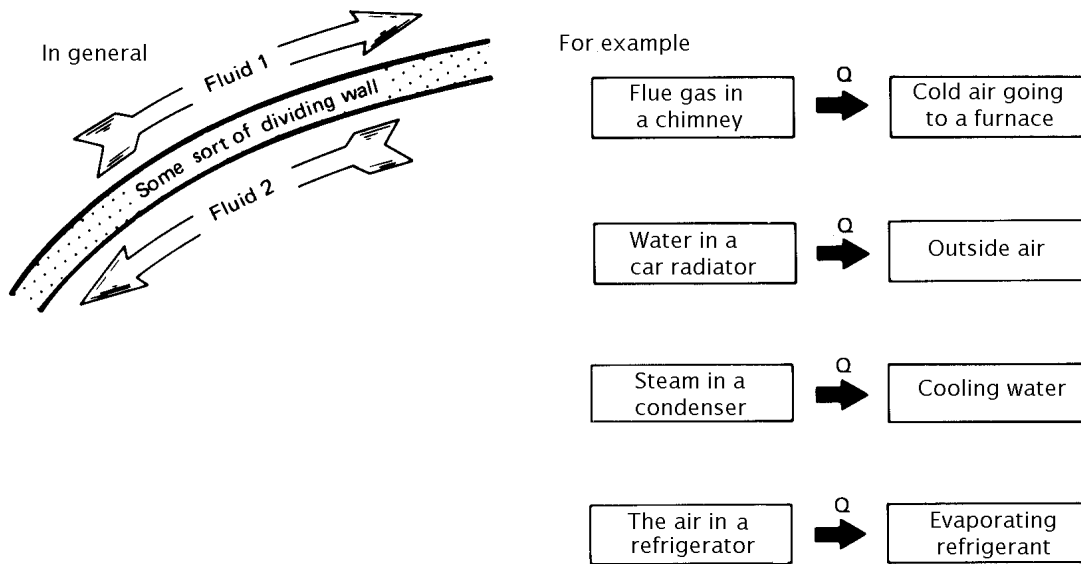 In general
Fluid 1
Some sort of dividing wall
Fluid 2
For example
Flue gas in
a chimney
Q
Cold air going
to a furnace
Water in a
car radiator
Q
Outside air
Steam in a
condenser
Q
Cooling water
The air in a
refrigerator
Q
Evaporating
refrigerant